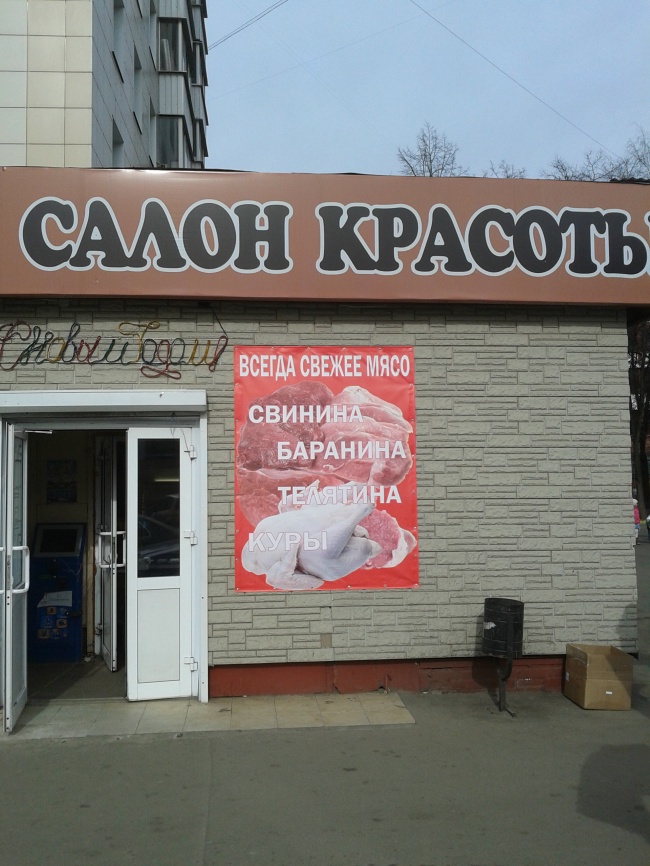 САЛОН КРАСОТЫ
С новым годом!
ВСЕГДА СВЕЖЕЕ МЯСО
СВИНИНА
БАРАНИНА
ТЕЛЯТИНА
КУРЫ